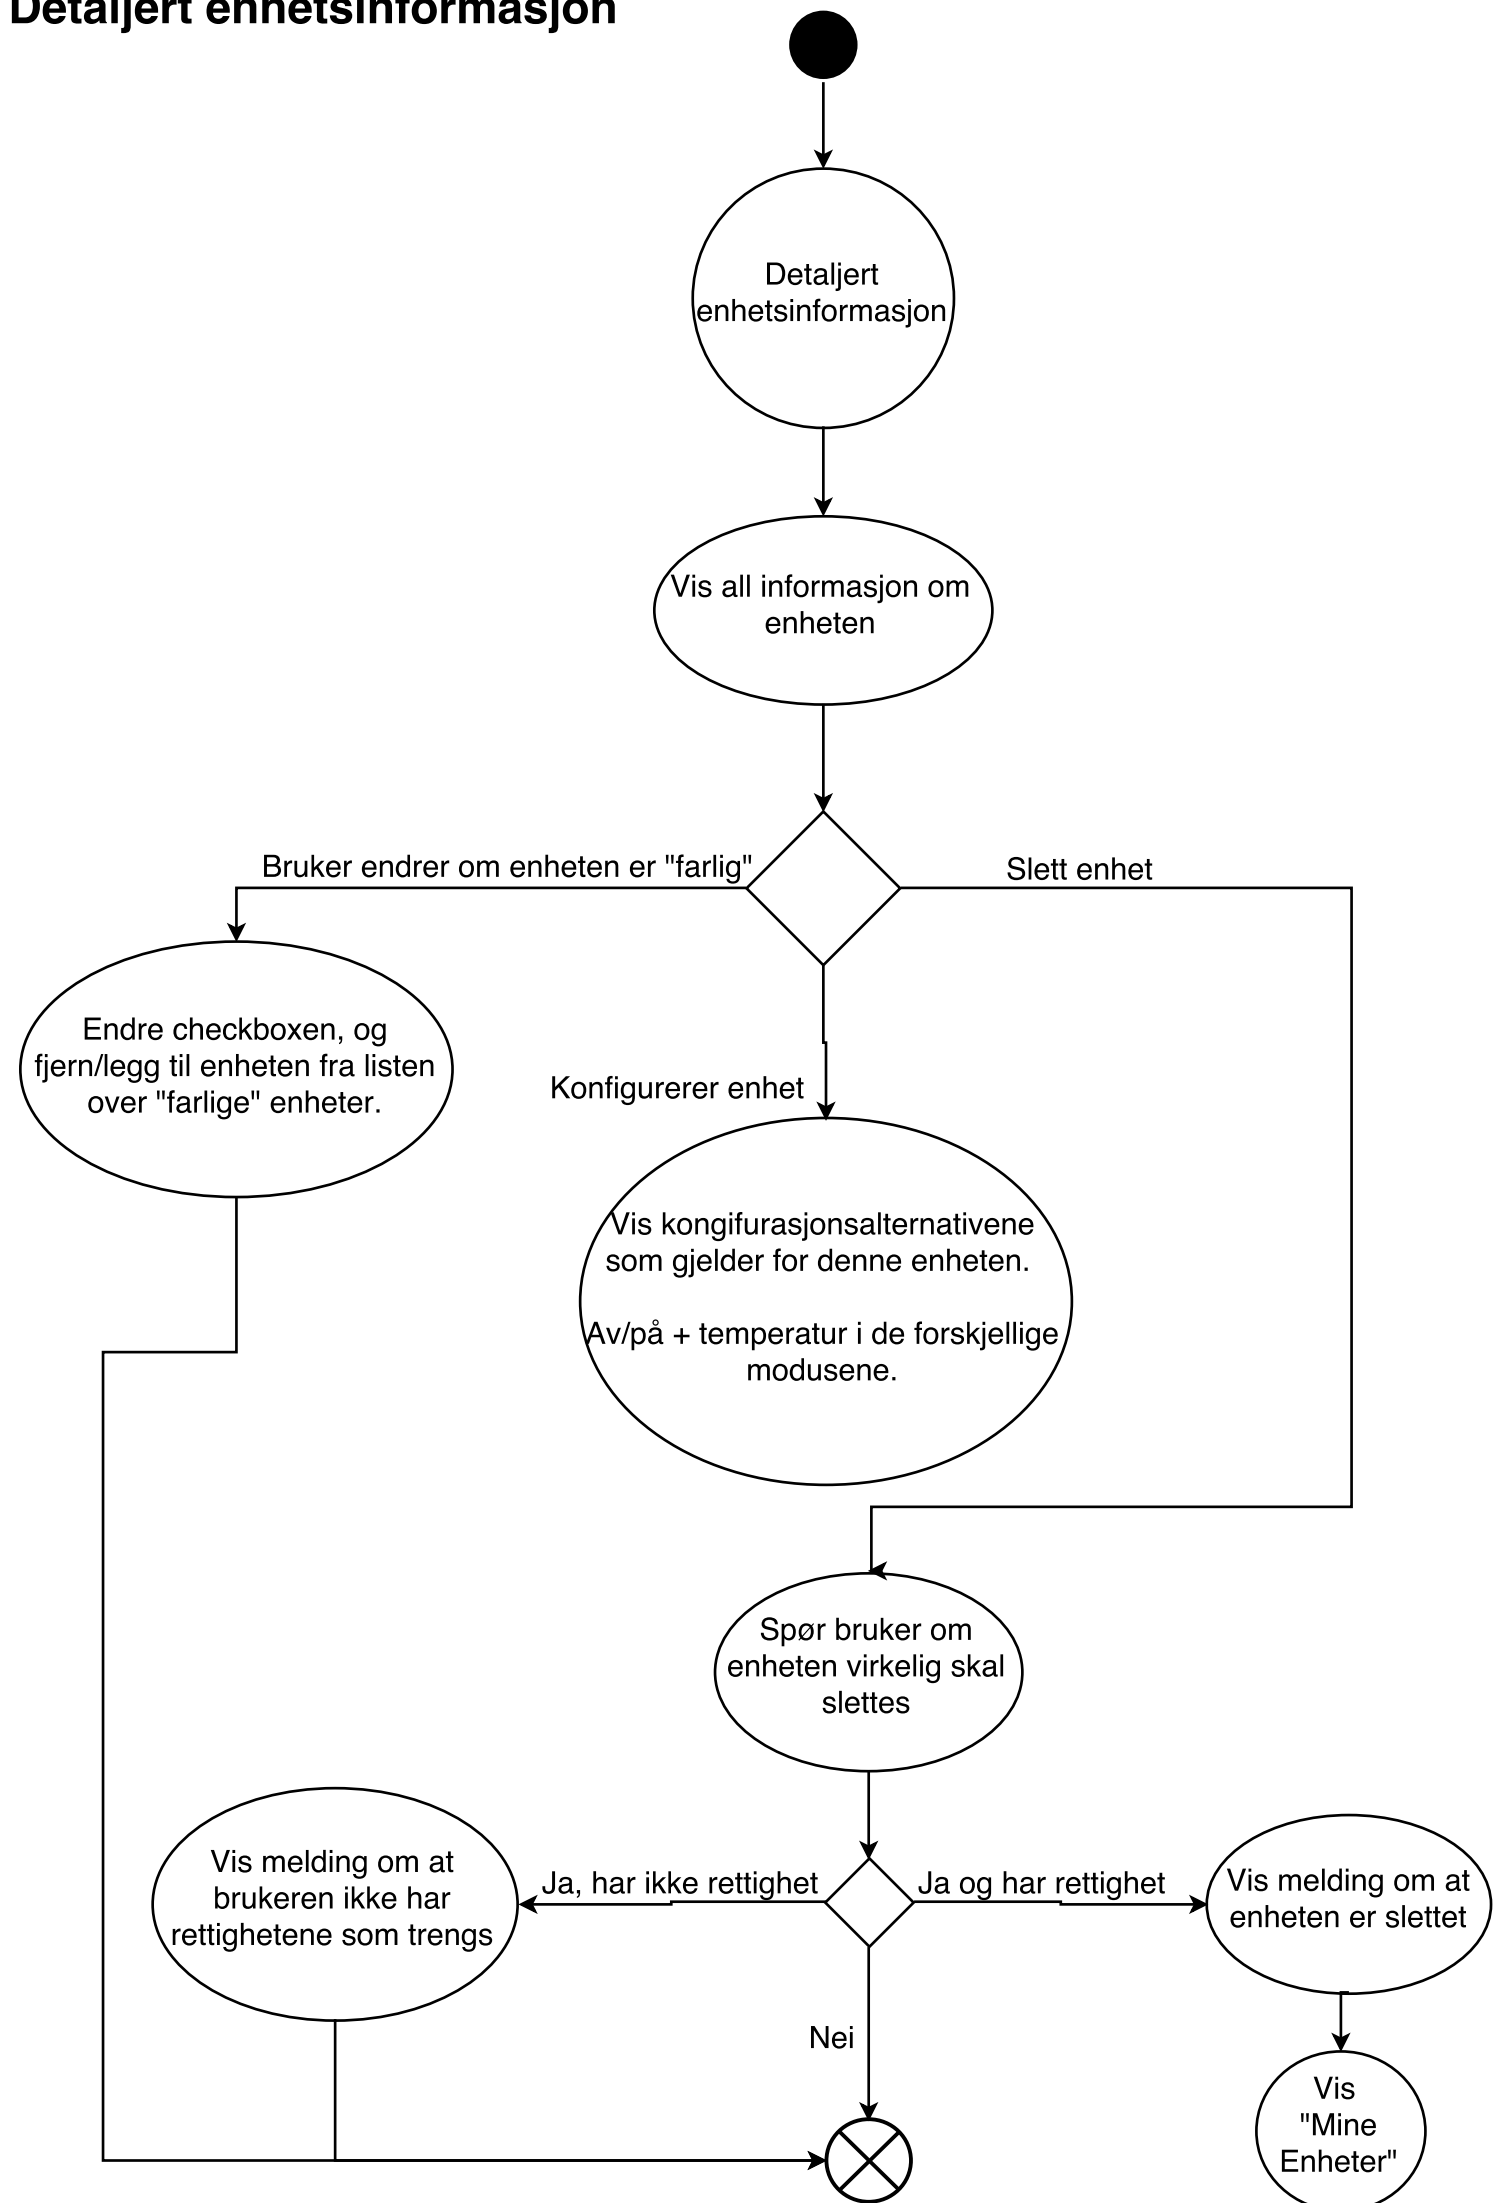 Detaljert enhetsinformasjon
Detaljert
enhetsinformasjon
Vis all informasjon om
enheten
Bruker endrer om enheten er "farlig"
Slett enhet
Endre checkboxen, og
fjern/legg til enheten fra listen
over "farlige" enheter.
Konfigurerer enhet
Vis kongifurasjonsalternativene
som gjelder for denne enheten.
Av/på + temperatur i de forskjellige
modusene.
Spør bruker om
enheten virkelig skal
slettes
Vis melding om at
brukeren ikke har
rettighetene som trengs
Ja, har ikke rettighet
Ja og har rettighet
Vis melding om at
enheten er slettet
Nei
Vis
"Mine
Enheter"